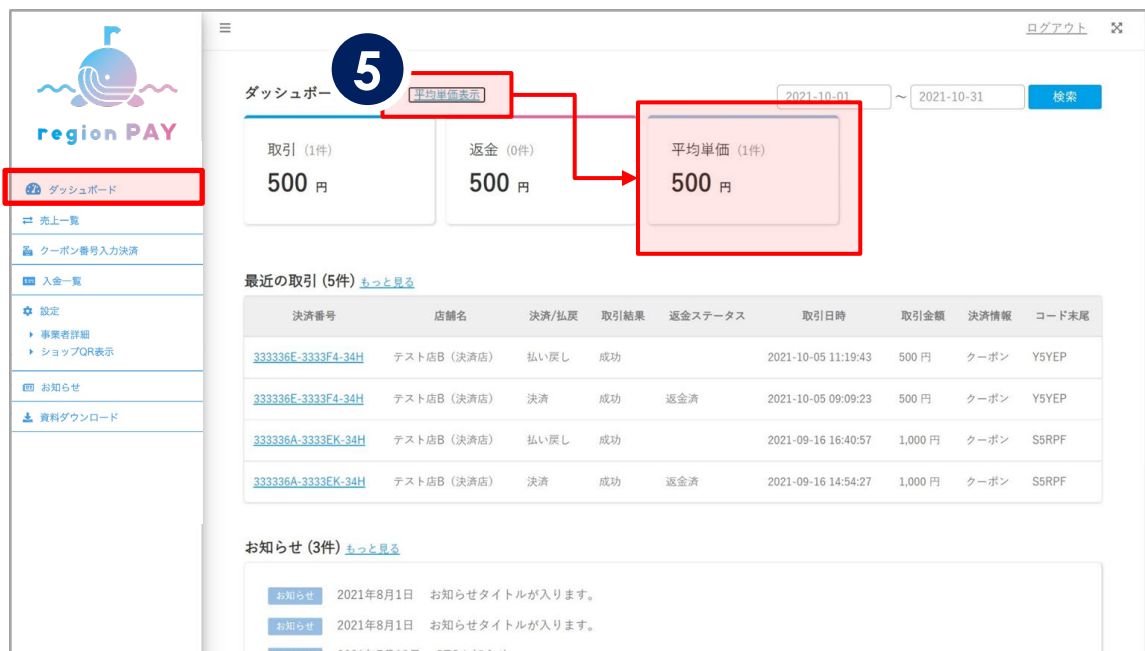 r
region PAY
ダッシュボード
売上一覧
クーポン番号入力決済
入金一覧
設定
事業者詳細
ショップQR表示
お知らせ
資料ダウンロード
ログアウト
5
ダッシュボー 平均単価表示 2021-10-01 ~ 2021-10-31 検索
取引 (1件) 返金 (0件) 平均単価 (1件)
500 円 500 円 500 円
最近の取引 (5件) もっと見る
決済番号 店舗名 決済/払戻 取引結果 返金ステータス 取引日時 取引金額 決済情報 コード末尾
333336E-3333F4-34H テスト店B（決済店） 払い戻し 成功 2021-10-05 11:19:43 500 円 クーポン Y5YEP
333336E-3333F4-34H テスト店B（決済店） 決済 成功 返金済 2021-10-05 09:09:23 500 円 クーポン Y5YEP
333336A-3333EK-34H テスト店B（決済店） 払い戻し 成功 2021-09-16 16:40:57 1,000 円 クーポン S5RPF
333336A-3333EK-34H テスト店B（決済店） 決済 成功 返金済 2021-09-16 14:54:27 1,000 円 クーポン S5RPF
お知らせ (3件) もっと見る
お知らせ 2021年8月1日 お知らせタイトルが入ります。
お知らせ 2021年8月1日 お知らせタイトルが入ります。